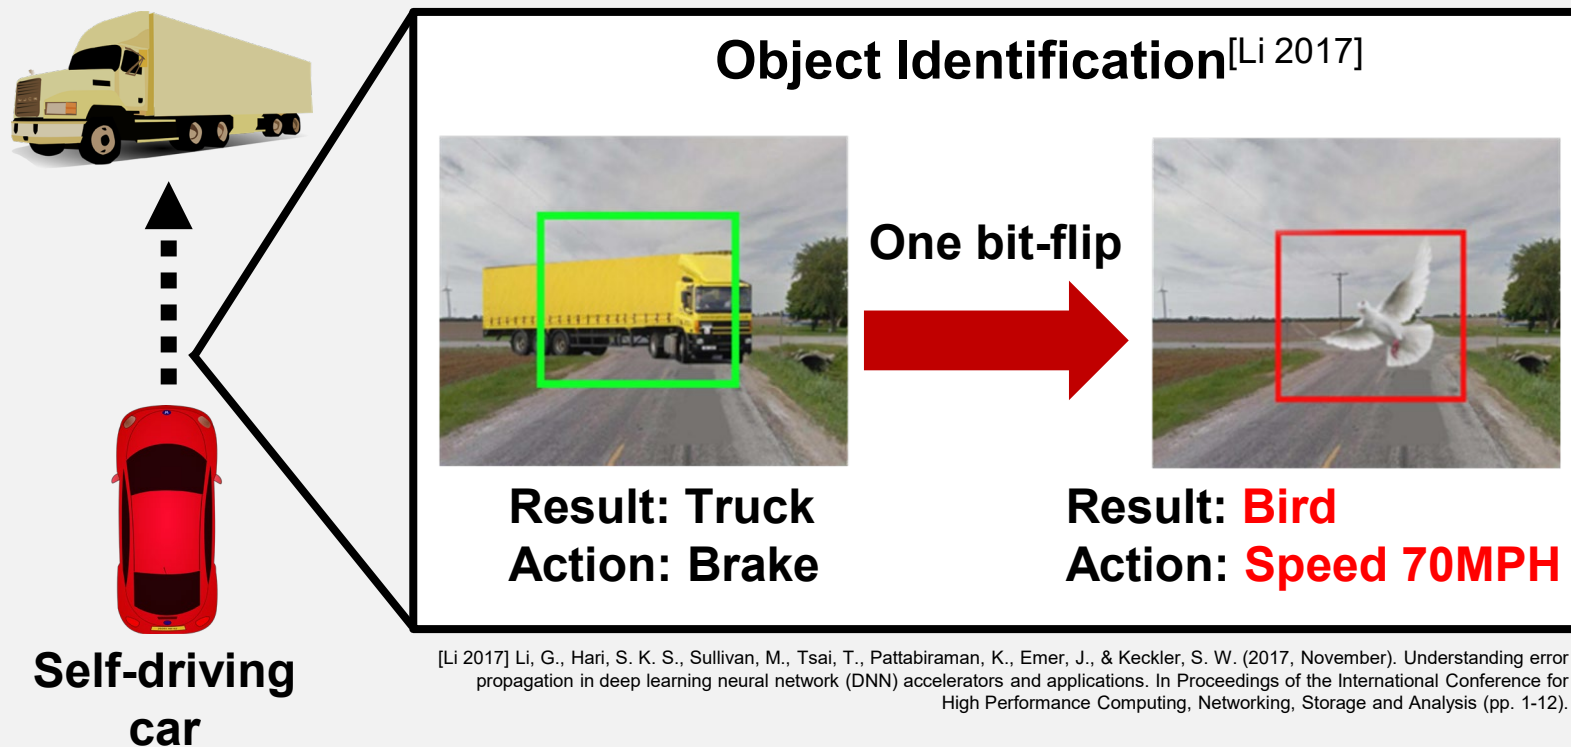 Object Identification[Li 2017]
One bit-flip
Result: Truck
Action: Brake
Result: Bird
Action: Speed 70MPH
Self-driving
car
[Li 2017] Li, G., Hari, S. K. S., Sullivan, M., Tsai, T., Pattabiraman, K., Emer, J., & Keckler, S. W. (2017, November). Understanding error
propagation in deep learning neural network (DNN) accelerators and applications. In Proceedings of the International Conference for
High Performance Computing, Networking, Storage and Analysis (pp. 1-12).